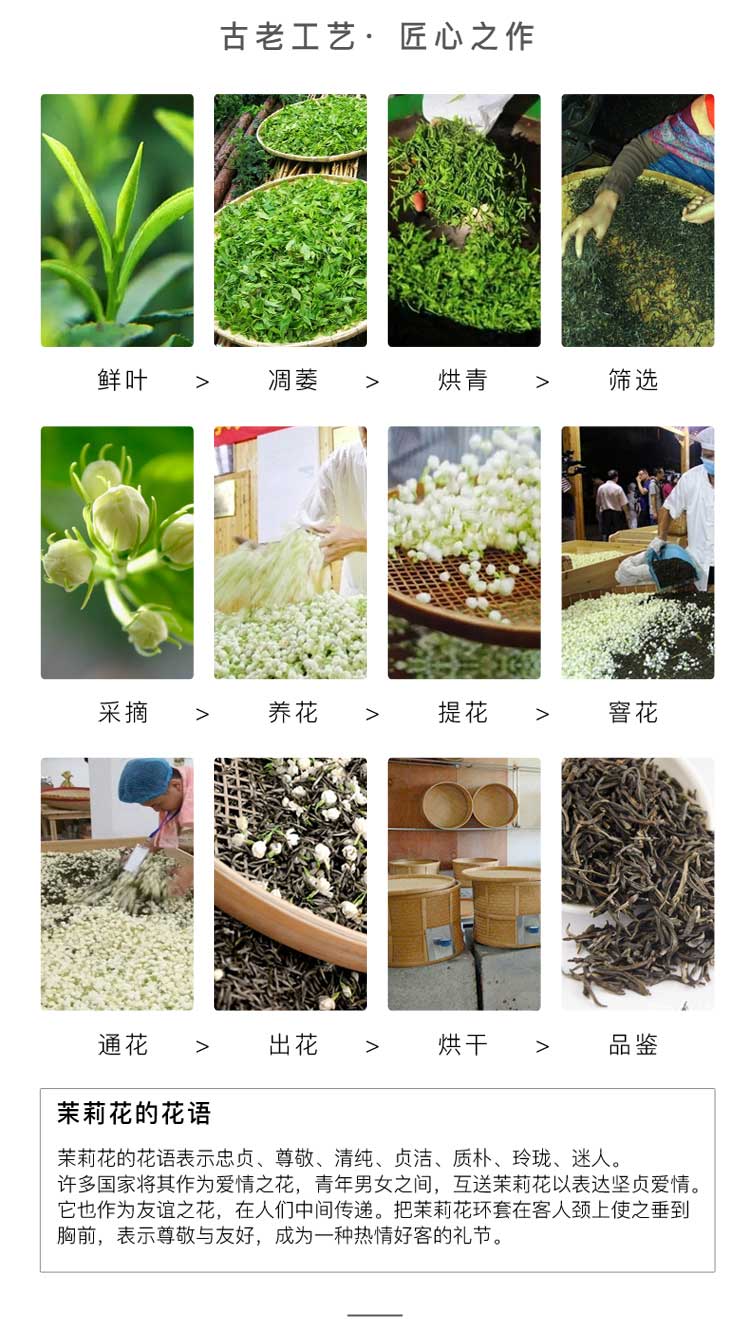 古老工艺· 匠心之作
鲜叶 > 凋萎 > 烘青 > 筛选
采摘 > 养花 > 提花 > 窨花
通花 > 出花 > 烘干 > 品鉴
茉莉花的花语
茉莉花的花语表示忠贞、尊敬、清纯、贞洁、质朴、玲珑、迷人。
许多国家将其作为爱情之花，青年男女之间，互送茉莉花以表达坚贞爱情。
它也作为友谊之花，在人们中间传递。把茉莉花环套在客人颈上使之垂到
胸前，表示尊敬与友好，成为一种热情好客的礼节。